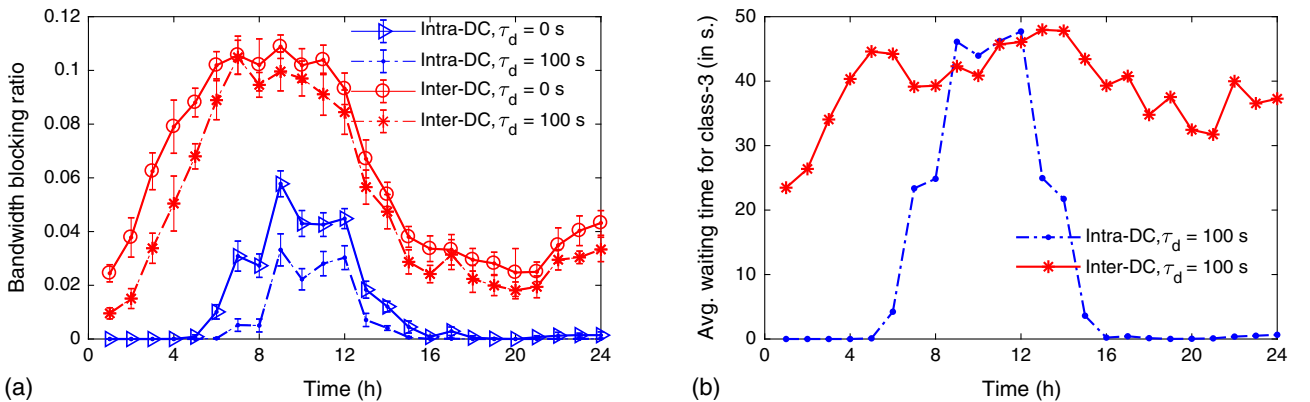 0.12
0.1
0.08
0.06
0.04
0.02
0
Bandwidth blocking ratio
Intra-DC, τd = 0 s
Intra-DC, τd = 100 s
Inter-DC, τd = 0 s
Inter-DC, τd = 100 s
0 4 8 12 16 20 24
Time (h)
(a)
50
40
30
20
10
0
Avg. waiting time for class-3 (in s.)
Intra-DC,τd = 100 s
Inter-DC,τd = 100 s
0 4 8 12 16 20 24
Time (h)
(b)